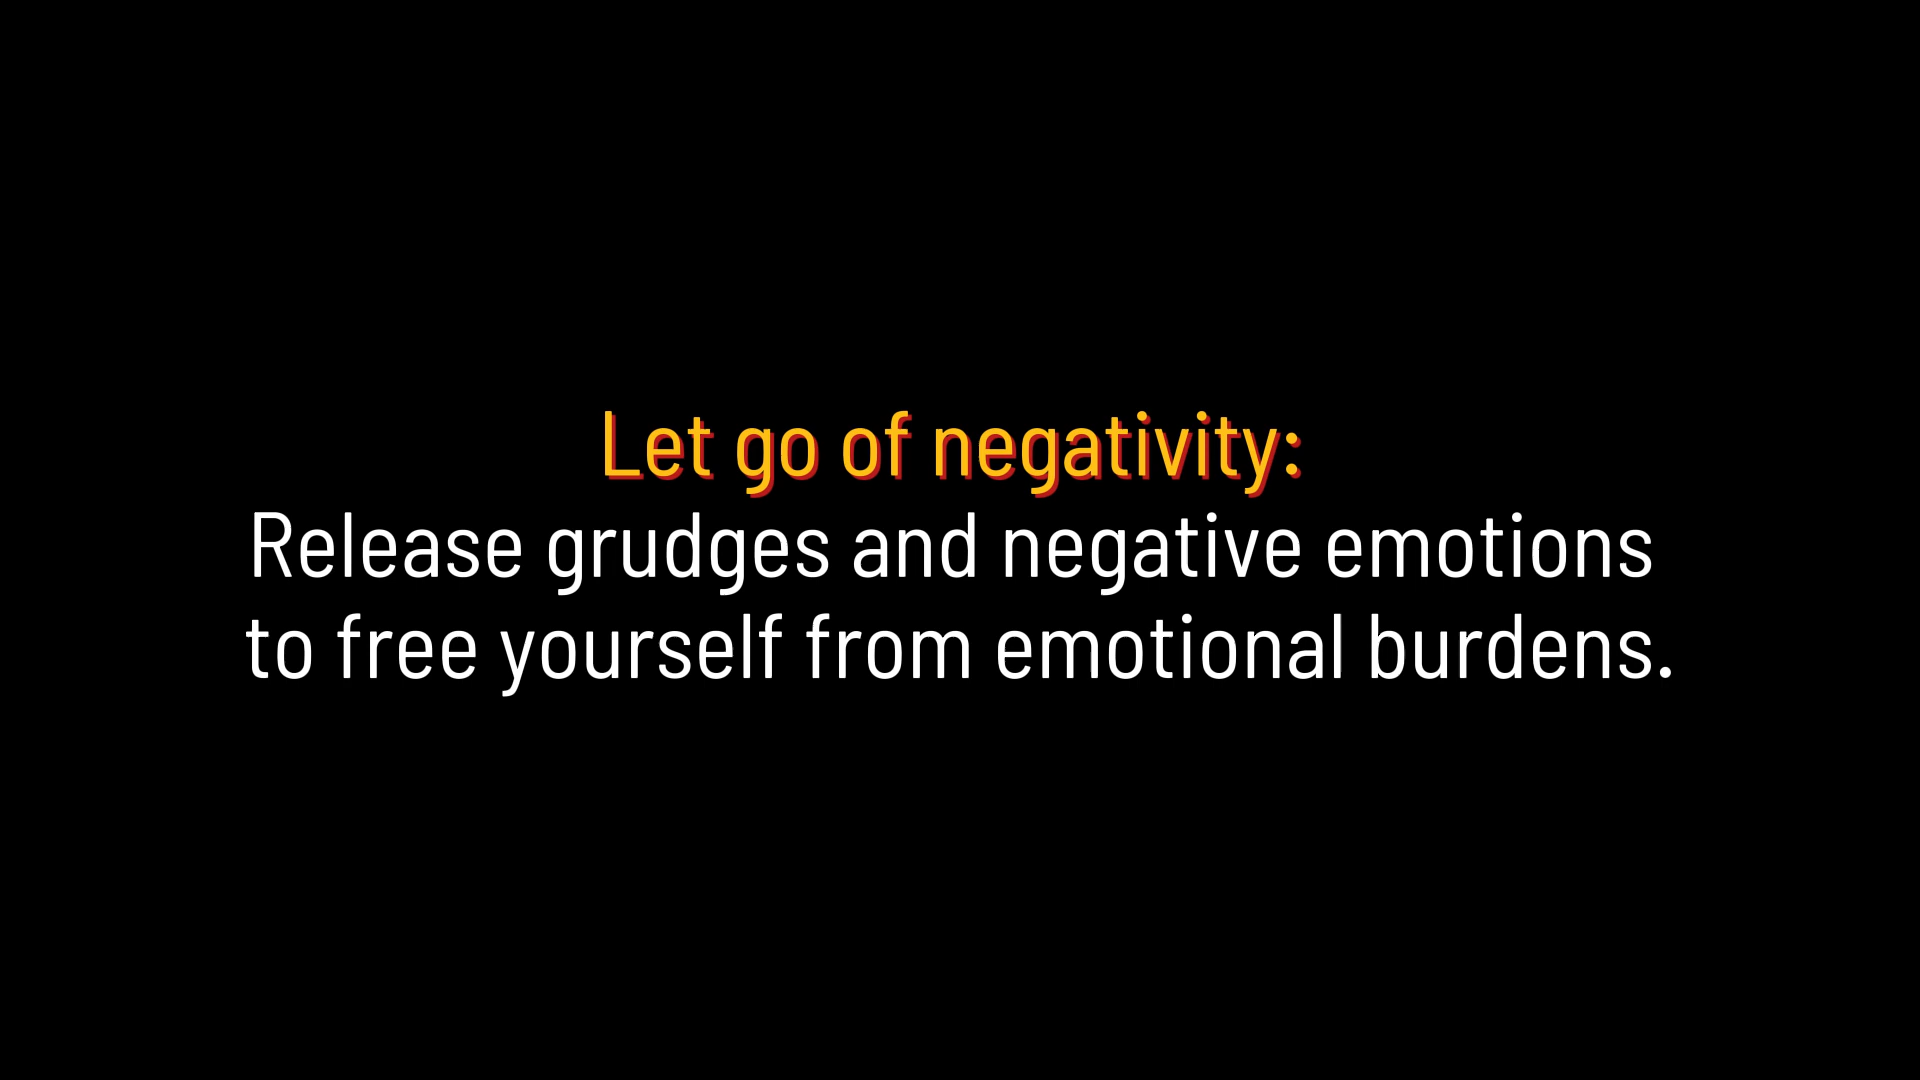 Let go of negativity:
Release grudges and negative emotions
to free yourself from emotional burdens.